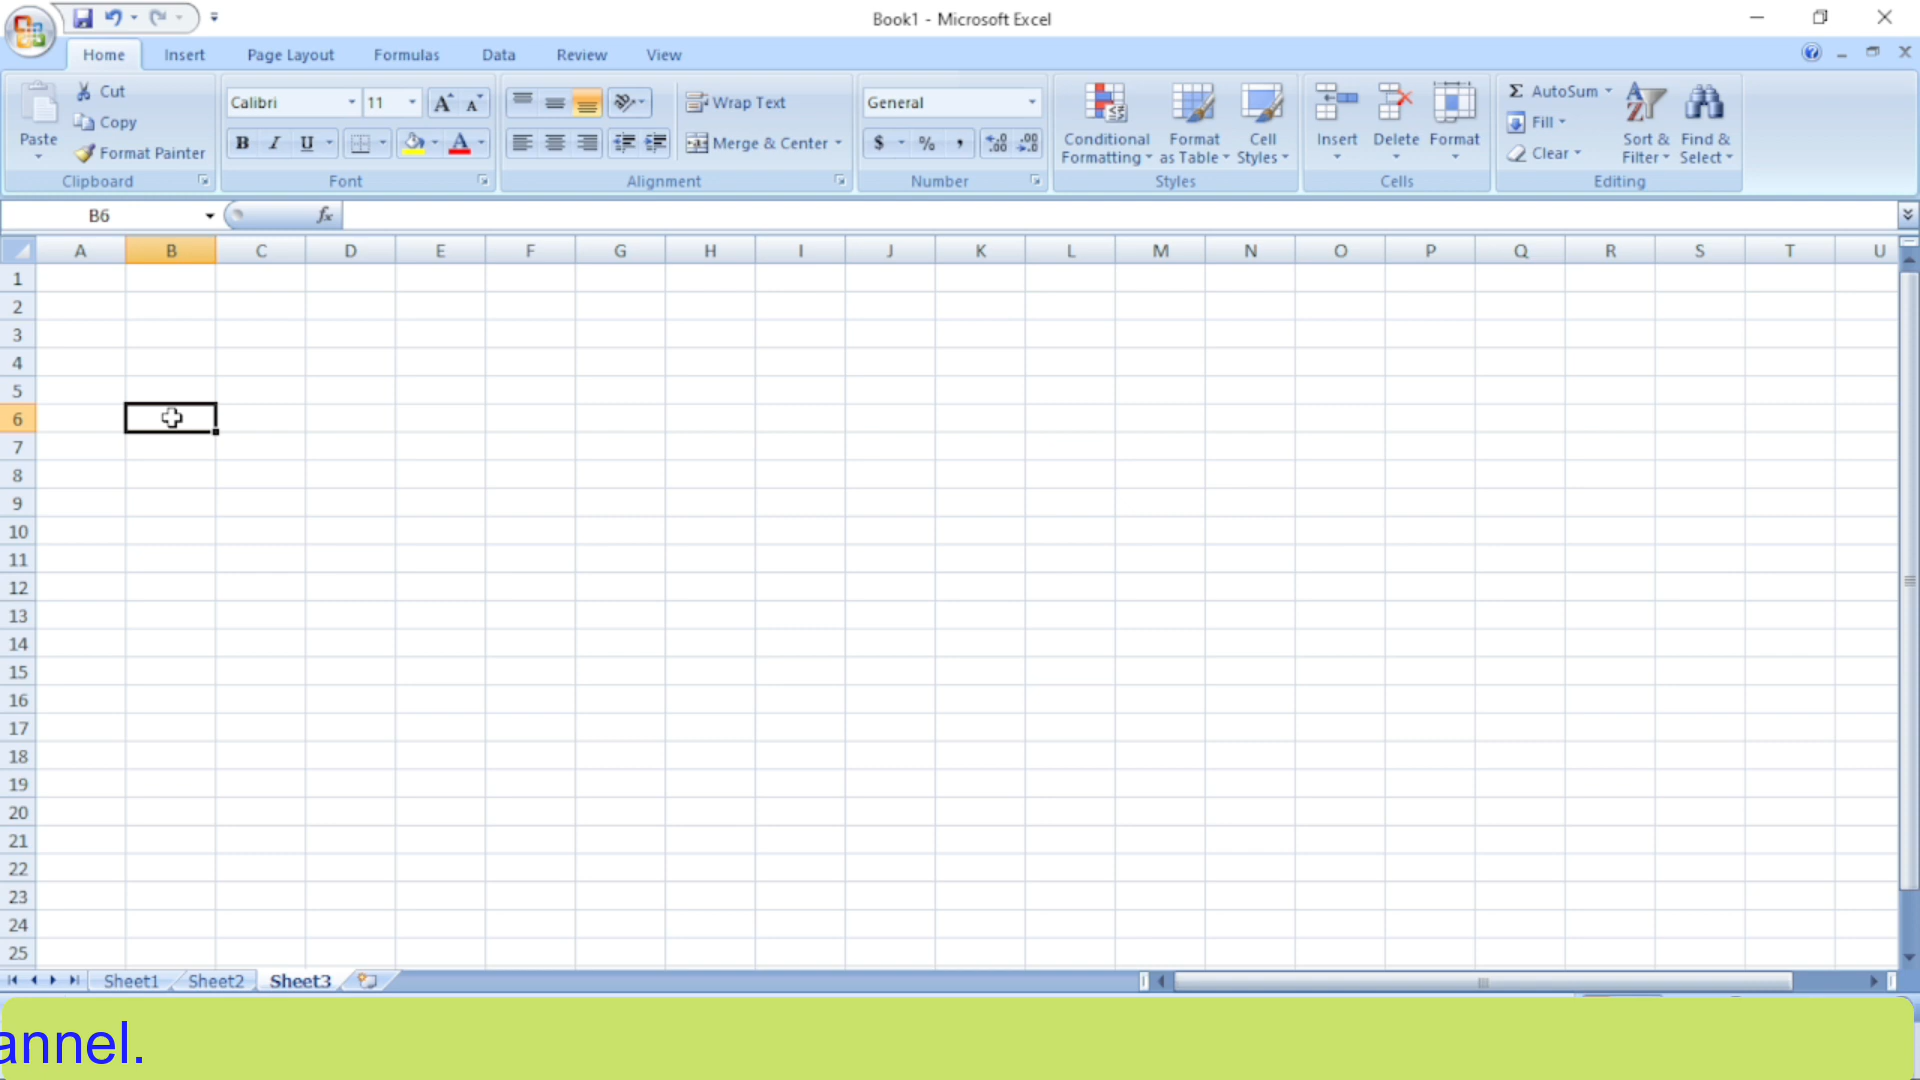 Book1 - Microsoft Excel
Home Insert Page Layout Formulas Data Review View
Paste
Cut
Copy
Format Painter
Clipboard
Calibri 11
B I U
Font
Wrap Text
Merge & Center
Alignment
General
$ % ,
Number
Conditional Formatting
Format as Table
Cell Styles
Styles
Insert Delete Format
Cells
Σ AutoSum
Fill
Clear
Sort & Filter
Find & Select
Editing
B6 fx
A B C D E F G H I J K L M N O P Q R S T U
1
2
3
4
5
6
7
8
9
10
11
12
13
14
15
16
17
18
19
20
21
22
23
24
25
Sheet1 Sheet2 Sheet3
annel.